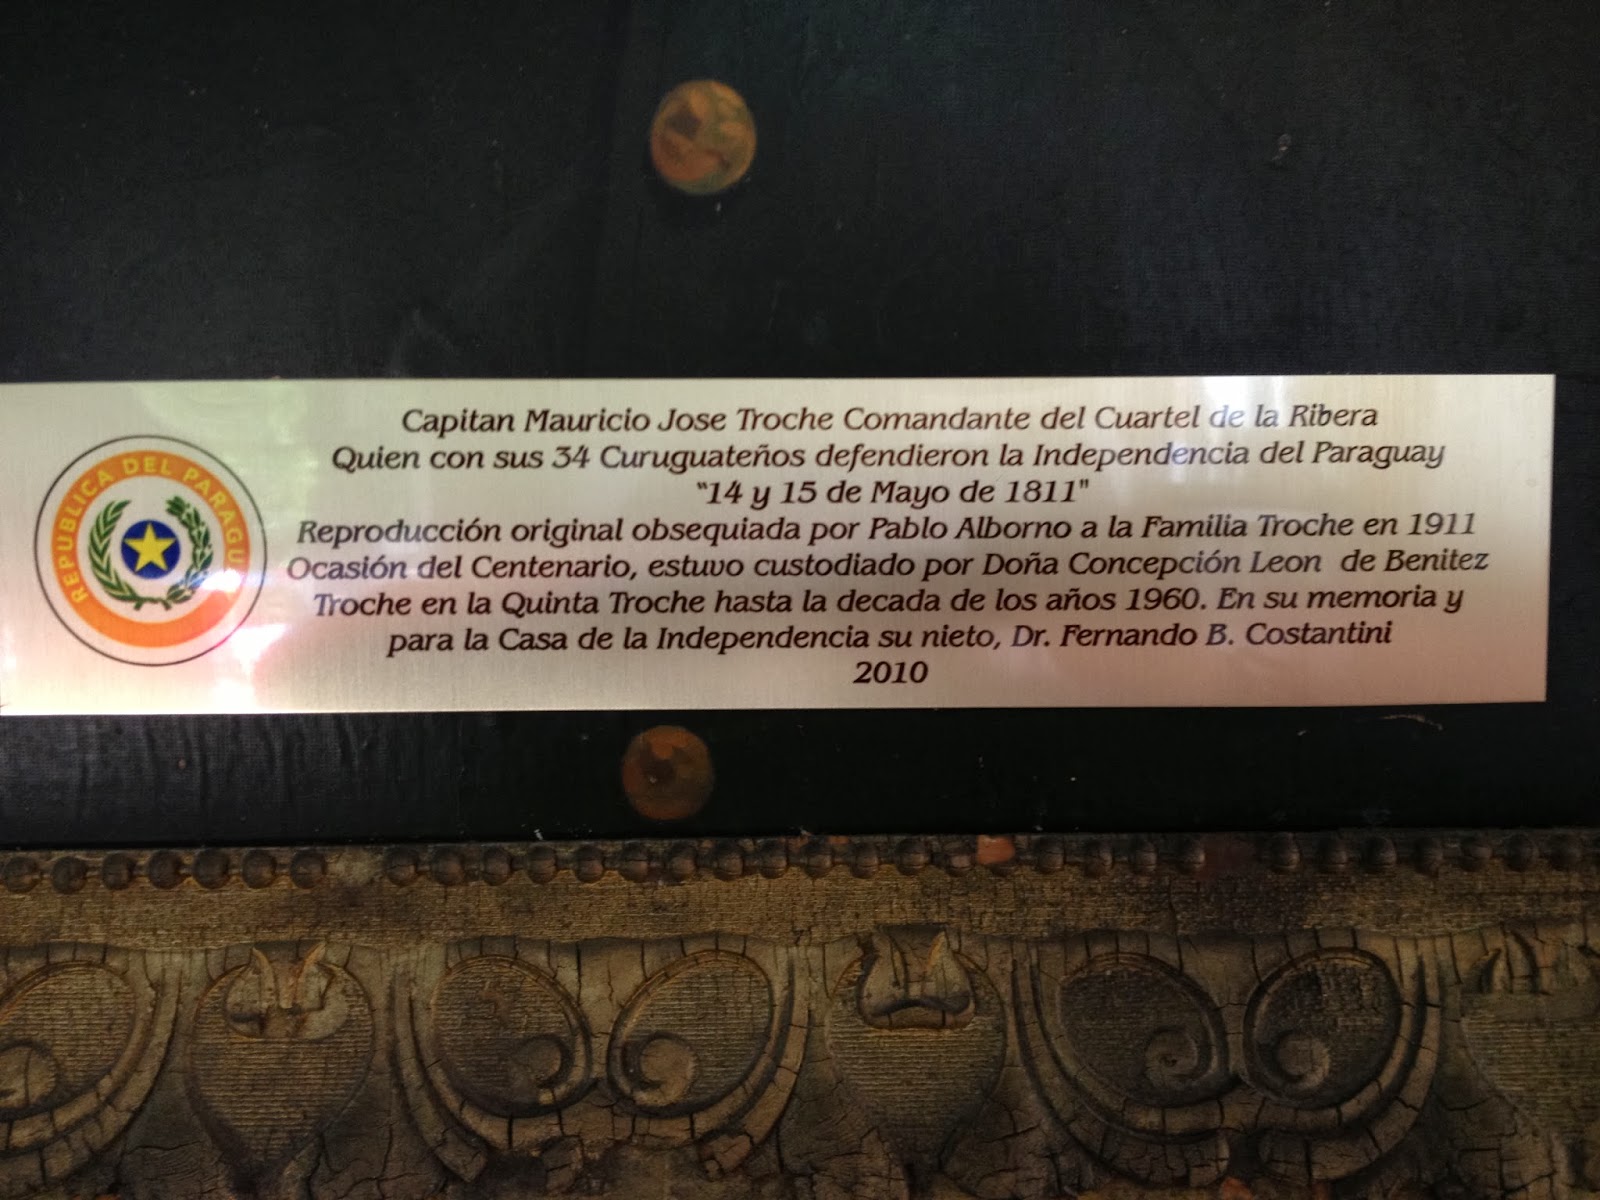 REPUBLICA DEL PARAGUAY
Capitan Mauricio Jose Troche Comandante del Cuartel de la Ribera
Quien con sus 34 Curuguateños defendieron la Independencia del Paraguay
"14 y 15 de Mayo de 1811"
Reproducción original obsequiada por Pablo Alborno a la Familia Troche en 1911
Ocasión del Centenario, estuvo custodiado por Doña Concepción Leon de Benitez
Troche en la Quinta Troche hasta la decada de los años 1960. En su memoria y
para la Casa de la Independencia su nieto, Dr. Fernando B. Costantini
2010